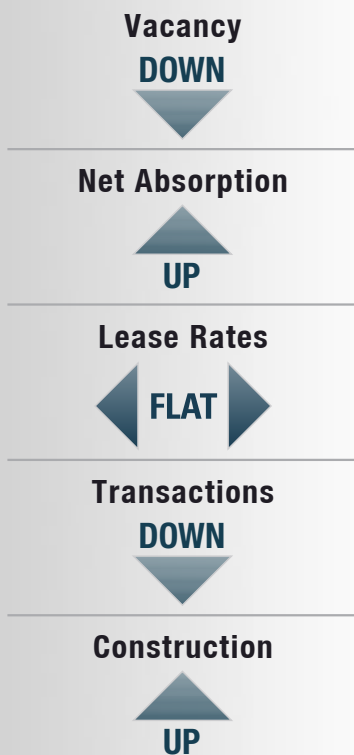 Vacancy
DOWN
Net Absorption
UP
Lease Rates
FLAT
Transactions
DOWN
Construction
UP